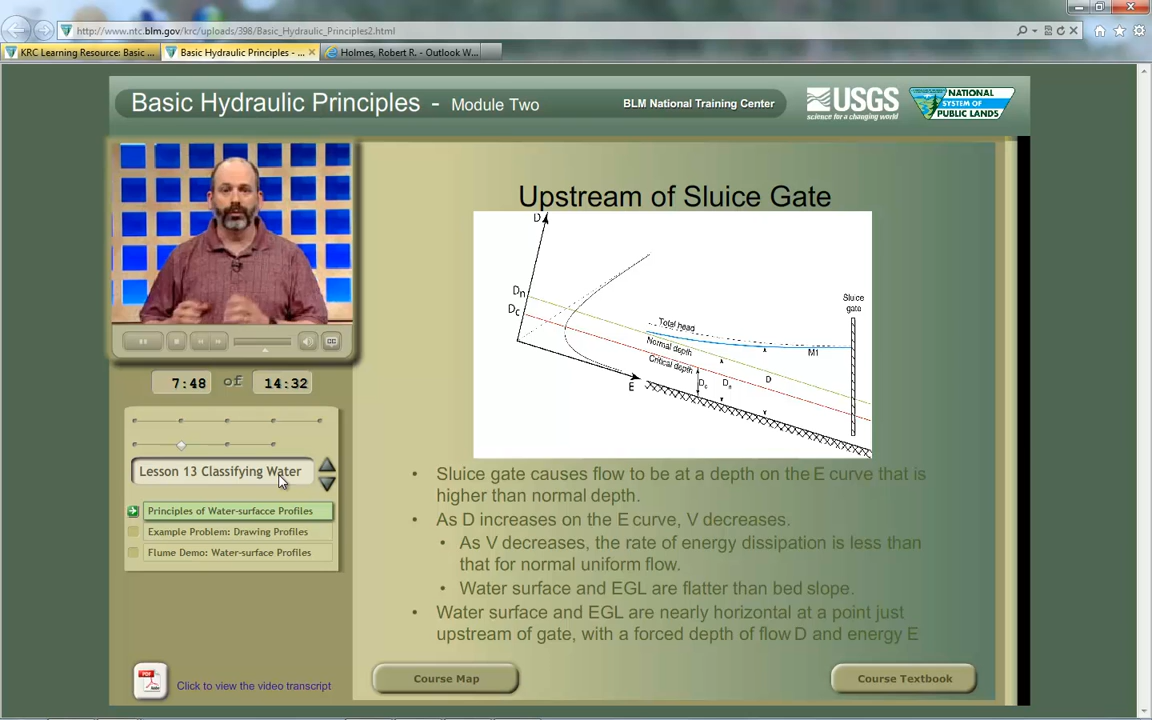 http://www.ntc.blm.gov/krc/uploads/398/Basic_Hydraulic_Principles2.html
KRC Learning Resource: Basic ...
Basic Hydraulic Principles - ...
Holmes, Robert R. - Outlook W...
Basic Hydraulic Principles - Module Two
BLM National Training Center
USGS
science for a changing world
NATIONAL
SYSTEM OF
PUBLIC LANDS
CC
7:48 of 14:32
Lesson 13 Classifying Water
Principles of Water-surfacce Profiles
Example Problem: Drawing Profiles
Flume Demo: Water-surface Profiles
Click to view the video transcript
Upstream of Sluice Gate
D
Dn
Dc
E
Total head
Normal depth
Critical depth
Dc
Dn
D
M1
Sluice
gate
• Sluice gate causes flow to be at a depth on the E curve that is
higher than normal depth.
• As D increases on the E curve, V decreases.
• As V decreases, the rate of energy dissipation is less than
that for normal uniform flow.
• Water surface and EGL are flatter than bed slope.
• Water surface and EGL are nearly horizontal at a point just
upstream of gate, with a forced depth of flow D and energy E
Course Map
Course Textbook